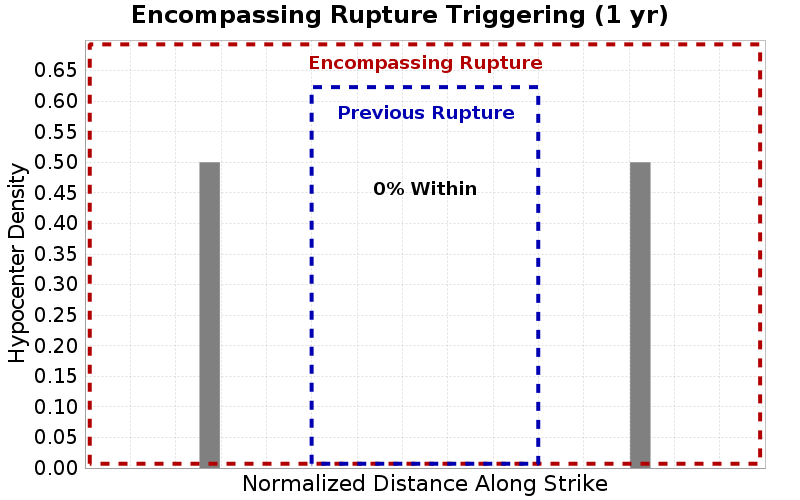 Encompassing Rupture Triggering (1 yr)
Encompassing Rupture
Previous Rupture
0% Within
Hypocenter Density
0.65
0.60
0.55
0.50
0.45
0.40
0.35
0.30
0.25
0.20
0.15
0.10
0.05
0.00
Normalized Distance Along Strike